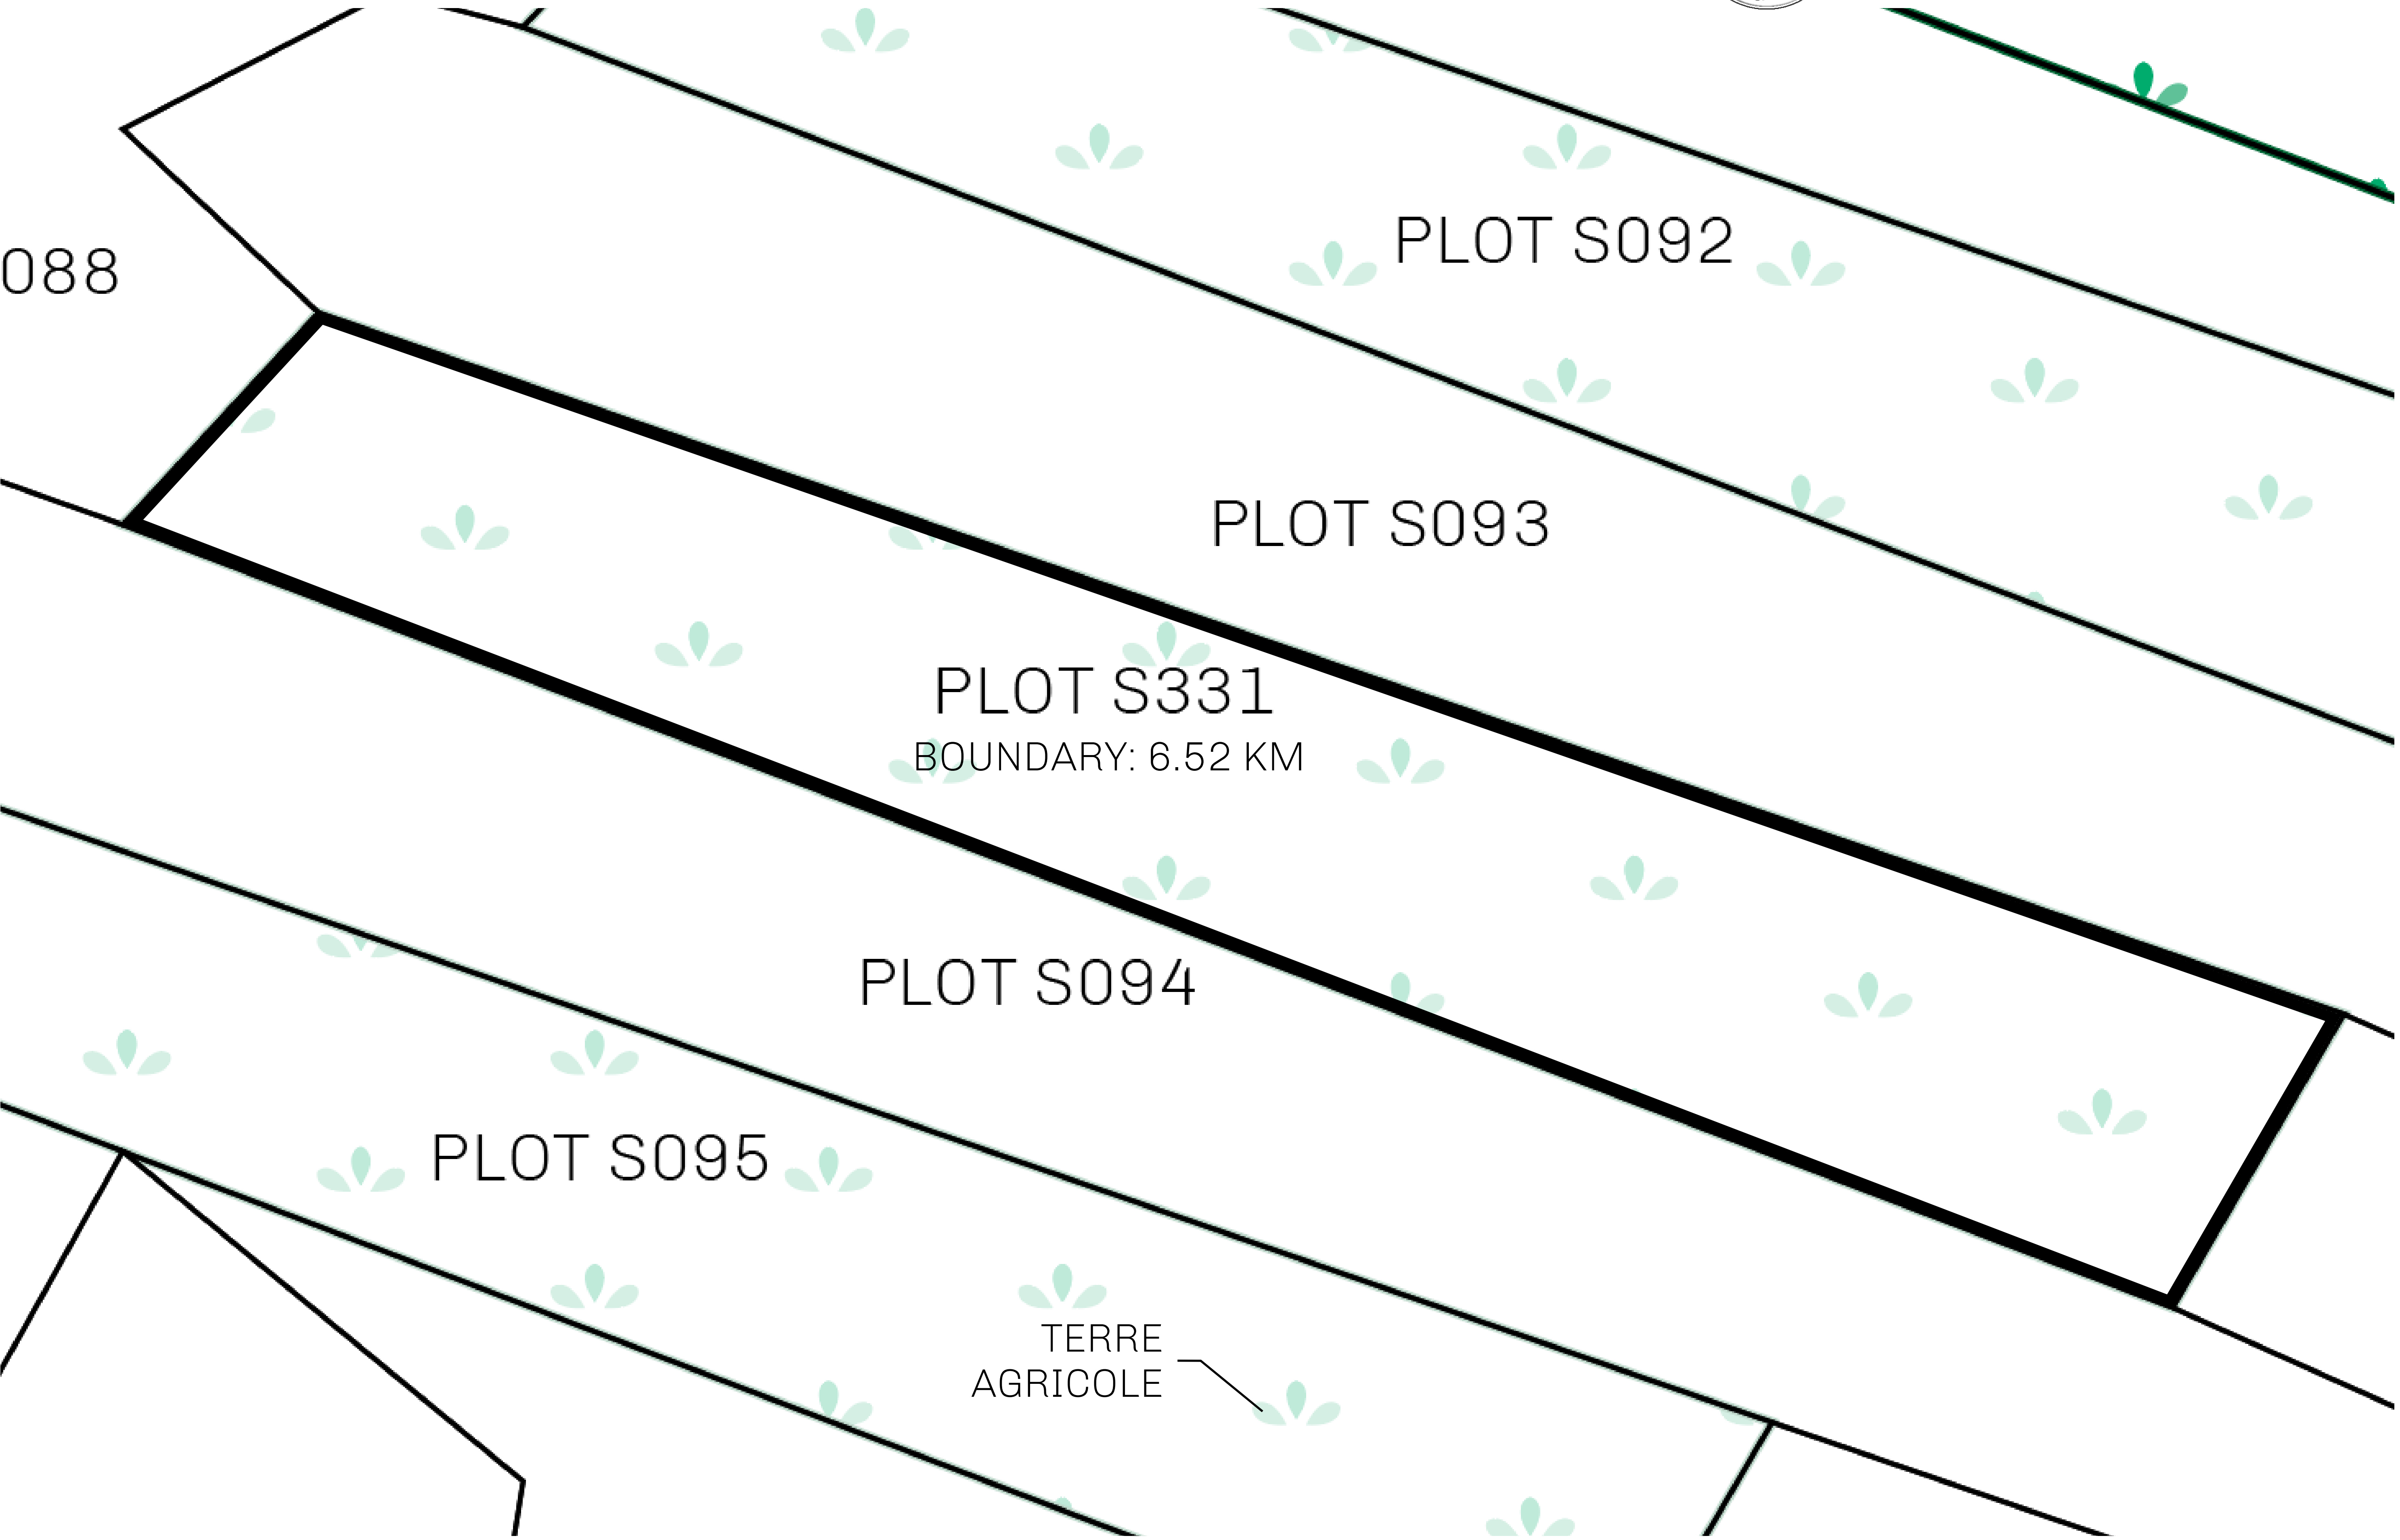 PLOT S092
088
PLOT S093
PLOT S331
BOUNDARY: 6.52 KM
PLOT S094
PLOT S095
TERRE
AGRICOLE